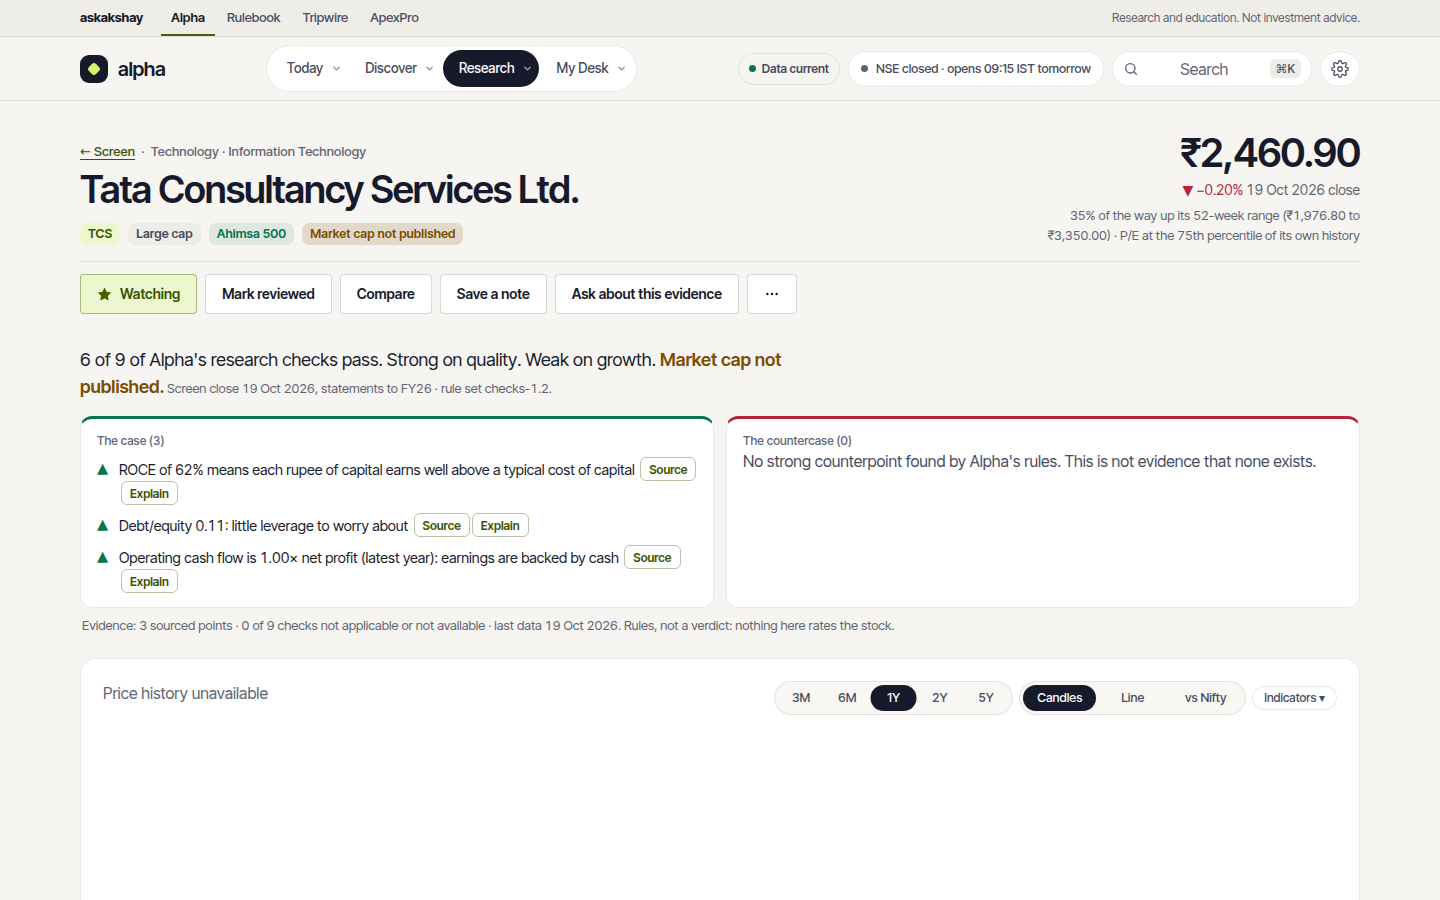 askakshay Alpha Rulebook Tripwire ApexPro Research and education. Not investment advice.
alpha Today Discover Research My Desk Data current NSE closed · opens 09:15 IST tomorrow Search ⌘K
← Screen · Technology · Information Technology
Tata Consultancy Services Ltd.
TCS Large cap Ahimsa 500 Market cap not published
₹2,460.90
▼ −0.20% 19 Oct 2026 close
35% of the way up its 52-week range (₹1,976.80 to
₹3,350.00) · P/E at the 75th percentile of its own history
★ Watching Mark reviewed Compare Save a note Ask about this evidence ···
6 of 9 of Alpha's research checks pass. Strong on quality. Weak on growth. Market cap not
published. Screen close 19 Oct 2026, statements to FY26 · rule set checks-1.2.
The case (3)
▲ ROCE of 62% means each rupee of capital earns well above a typical cost of capital Source
Explain
▲ Debt/equity 0.11: little leverage to worry about Source Explain
▲ Operating cash flow is 1.00× net profit (latest year): earnings are backed by cash Source
Explain
The countercase (0)
No strong counterpoint found by Alpha's rules. This is not evidence that none exists.
Evidence: 3 sourced points · 0 of 9 checks not applicable or not available · last data 19 Oct 2026. Rules, not a verdict: nothing here rates the stock.
Price history unavailable 3M 6M 1Y 2Y 5Y Candles Line vs Nifty Indicators ▾